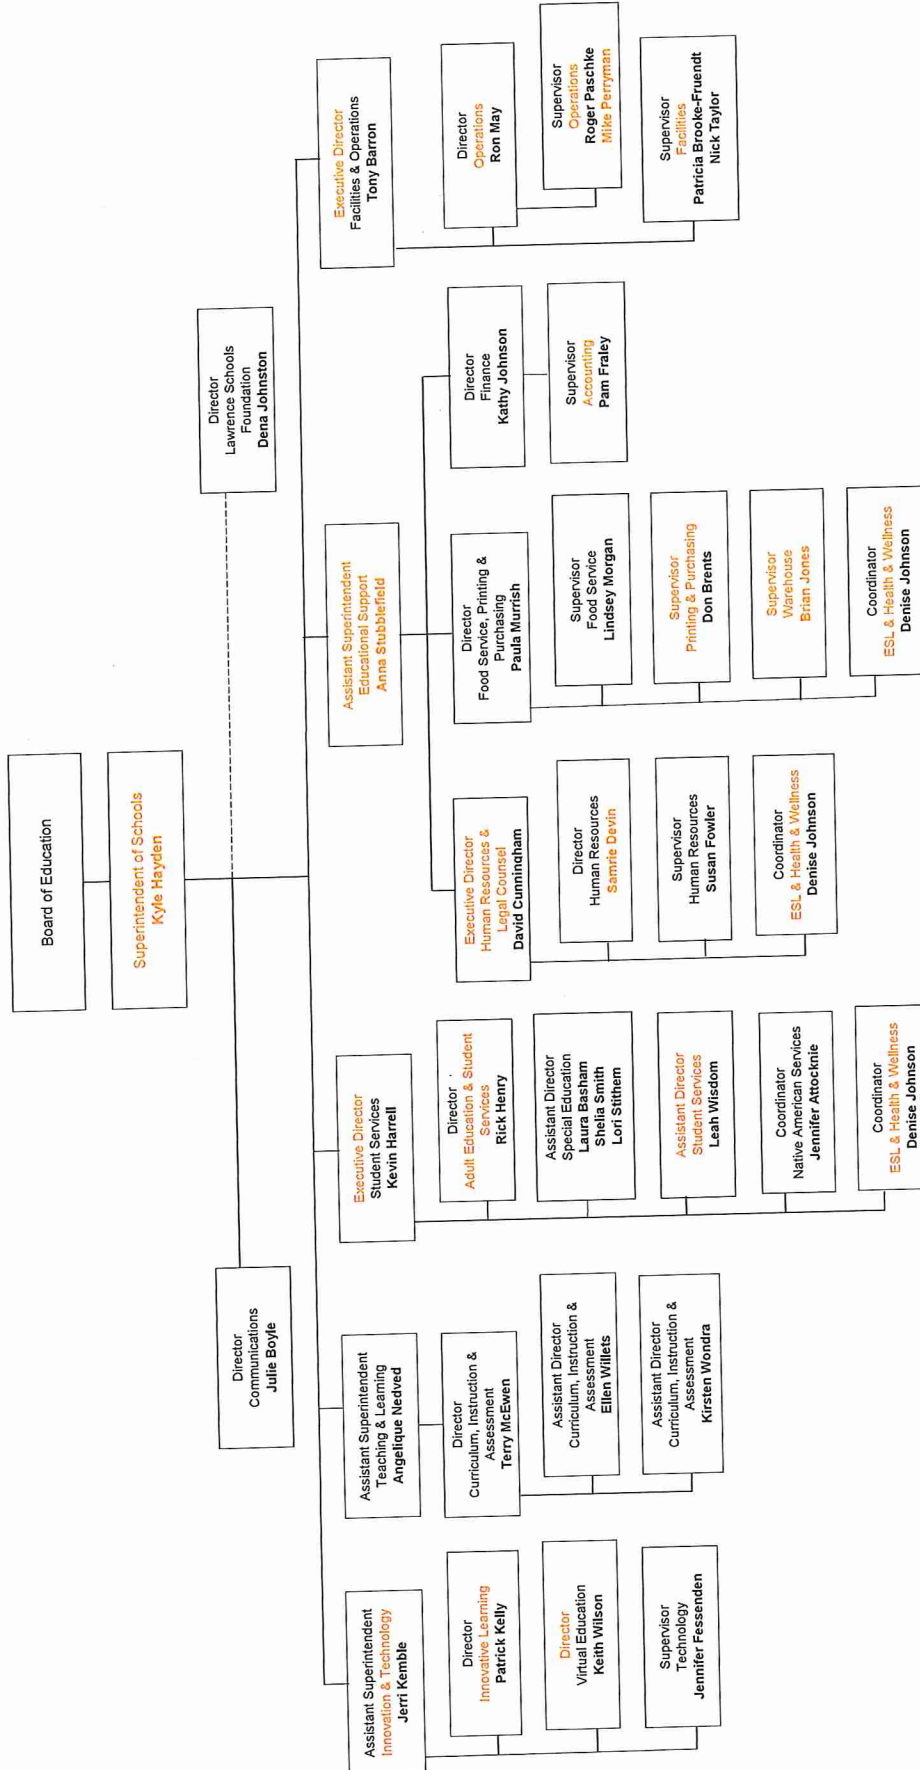 Board of Education
Superintendent of Schools
Kyle Hayden
Director
Communications
Julie Boyle
Director
Lawrence Schools
Foundation
Dena Johnston
Assistant Superintendent
Innovation & Technology
Jerri Kemble
Director
Innovative Learning
Patrick Kelly
Director
Virtual Education
Keith Wilson
Supervisor
Technology
Jennifer Fessenden
Assistant Superintendent
Teaching & Learning
Angelique Nedved
Director
Curriculum, Instruction &
Assessment
Terry McEwen
Assistant Director
Curriculum, Instruction &
Assessment
Ellen Willets
Assistant Director
Curriculum, Instruction &
Assessment
Kirsten Wondra
Executive Director
Student Services
Kevin Harrell
Director
Adult Education & Student
Services
Rick Henry
Assistant Director
Special Education
Laura Basham
Shelia Smith
Lori Stithem
Assistant Director
Student Services
Leah Wisdom
Coordinator
Native American Services
Jennifer Attocknie
Coordinator
ESL & Health & Wellness
Denise Johnson
Assistant Superintendent
Educational Support
Anna Stubblefield
Executive Director
Human Resources &
Legal Counsel
David Cunningham
Director
Human Resources
Samrie Devin
Supervisor
Human Resources
Susan Fowler
Coordinator
ESL & Health & Wellness
Denise Johnson
Director
Food Service, Printing &
Purchasing
Paula Murrish
Supervisor
Food Service
Lindsey Morgan
Supervisor
Printing & Purchasing
Don Brents
Supervisor
Warehouse
Brian Jones
Coordinator
ESL & Health & Wellness
Denise Johnson
Director
Finance
Kathy Johnson
Supervisor
Accounting
Pam Fraley
Executive Director
Facilities & Operations
Tony Barron
Director
Operations
Ron May
Supervisor
Operations
Roger Paschke
Mike Perryman
Supervisor
Facilities
Patricia Brooke-Fruendt
Nick Taylor